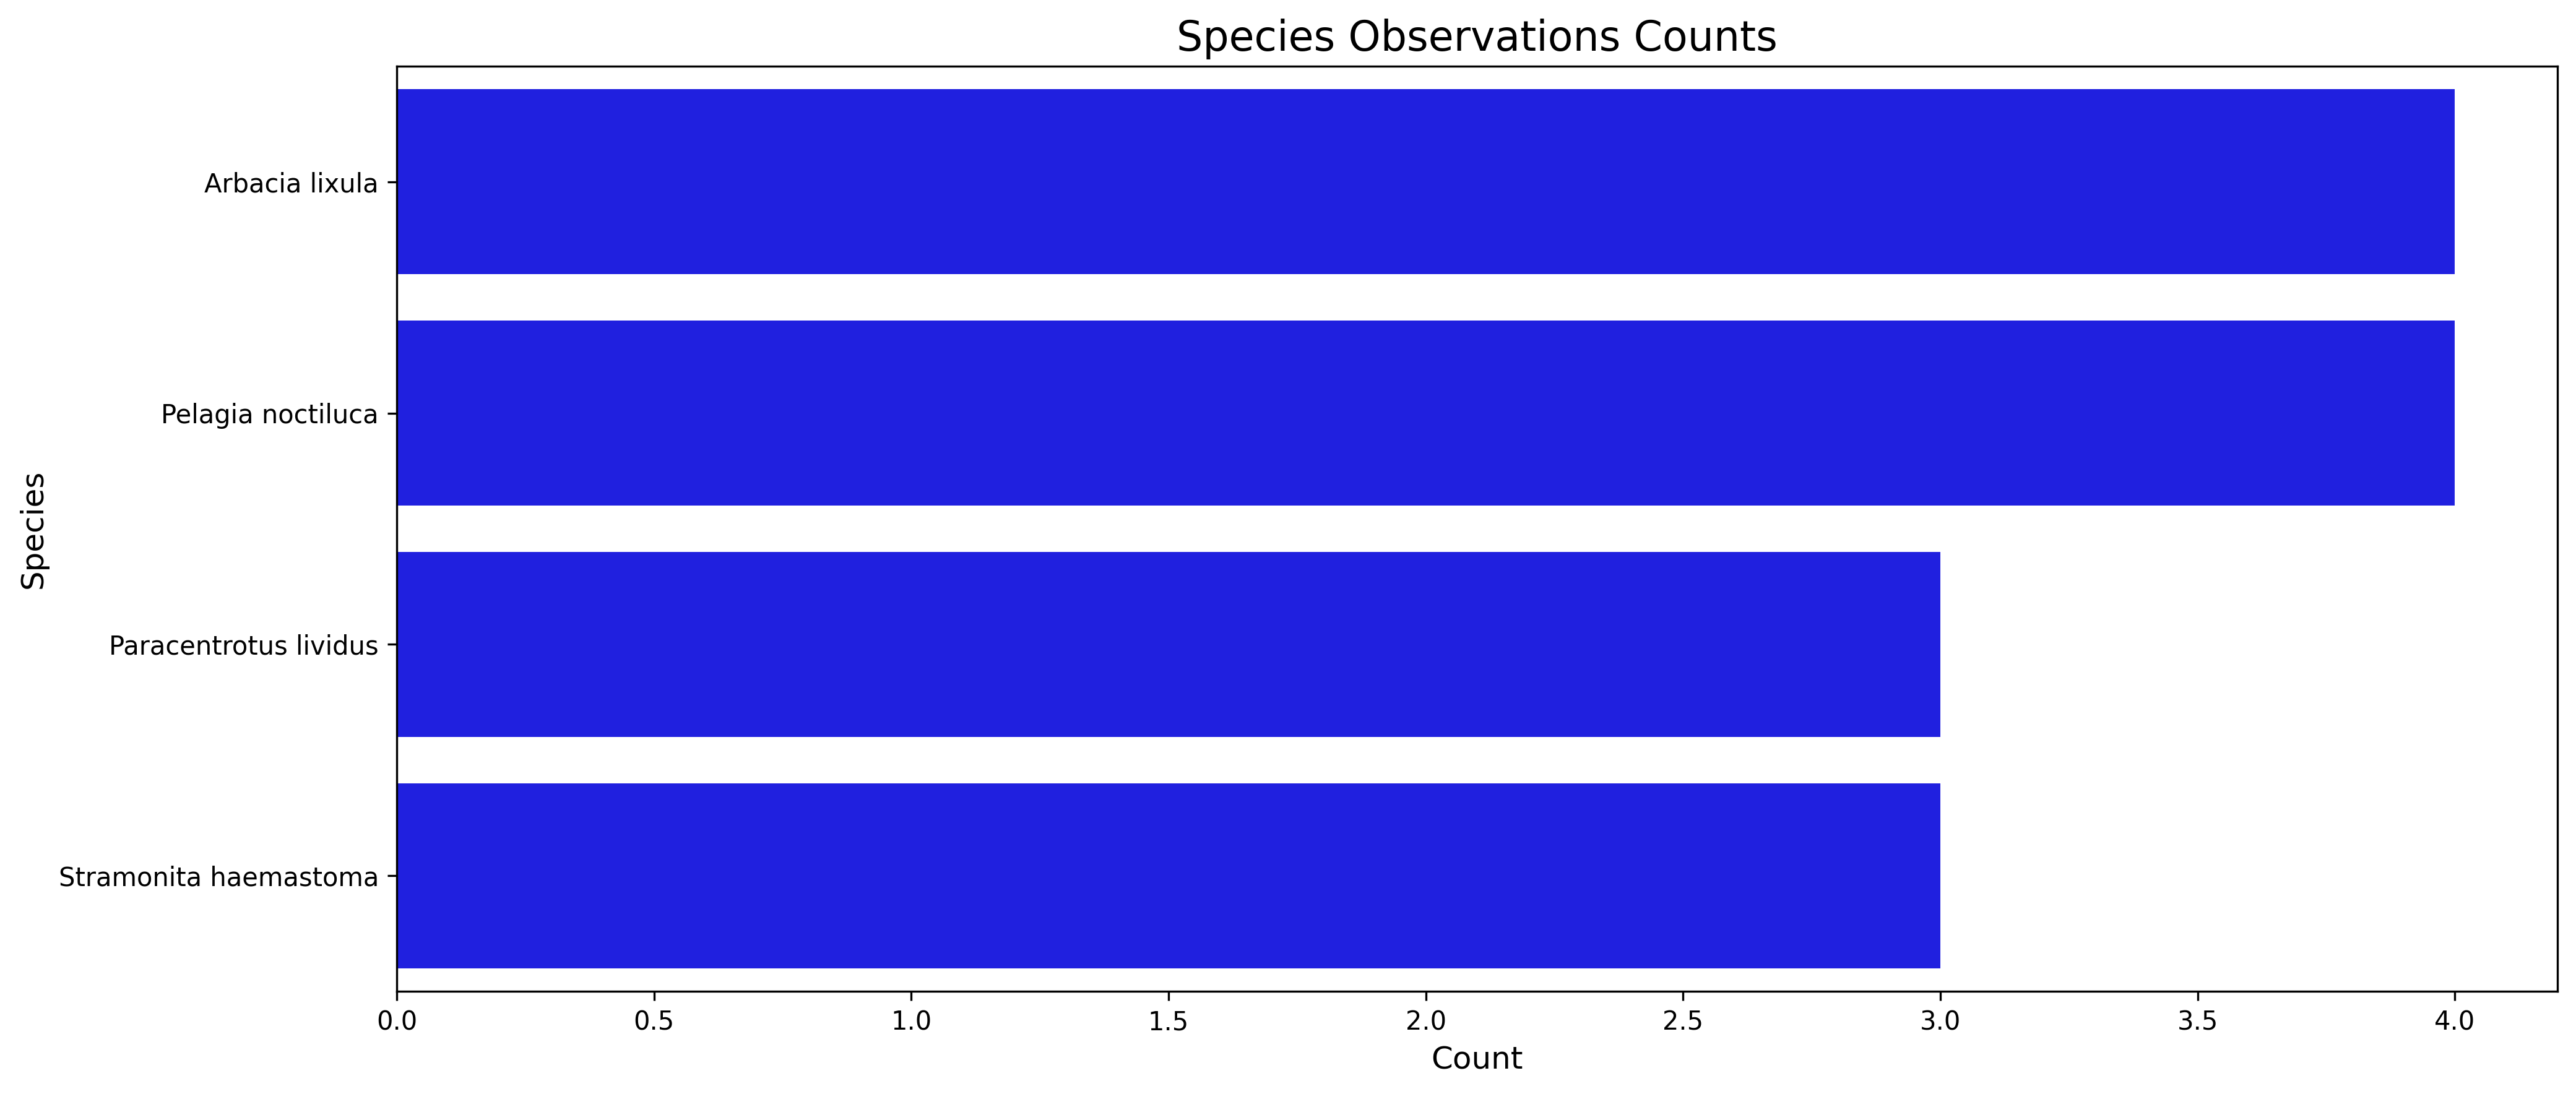 Species Observations Counts
Arbacia lixula
Pelagia noctiluca
Paracentrotus lividus
Stramonita haemastoma
Species
0.0 0.5 1.0 1.5 2.0 2.5 3.0 3.5 4.0
Count